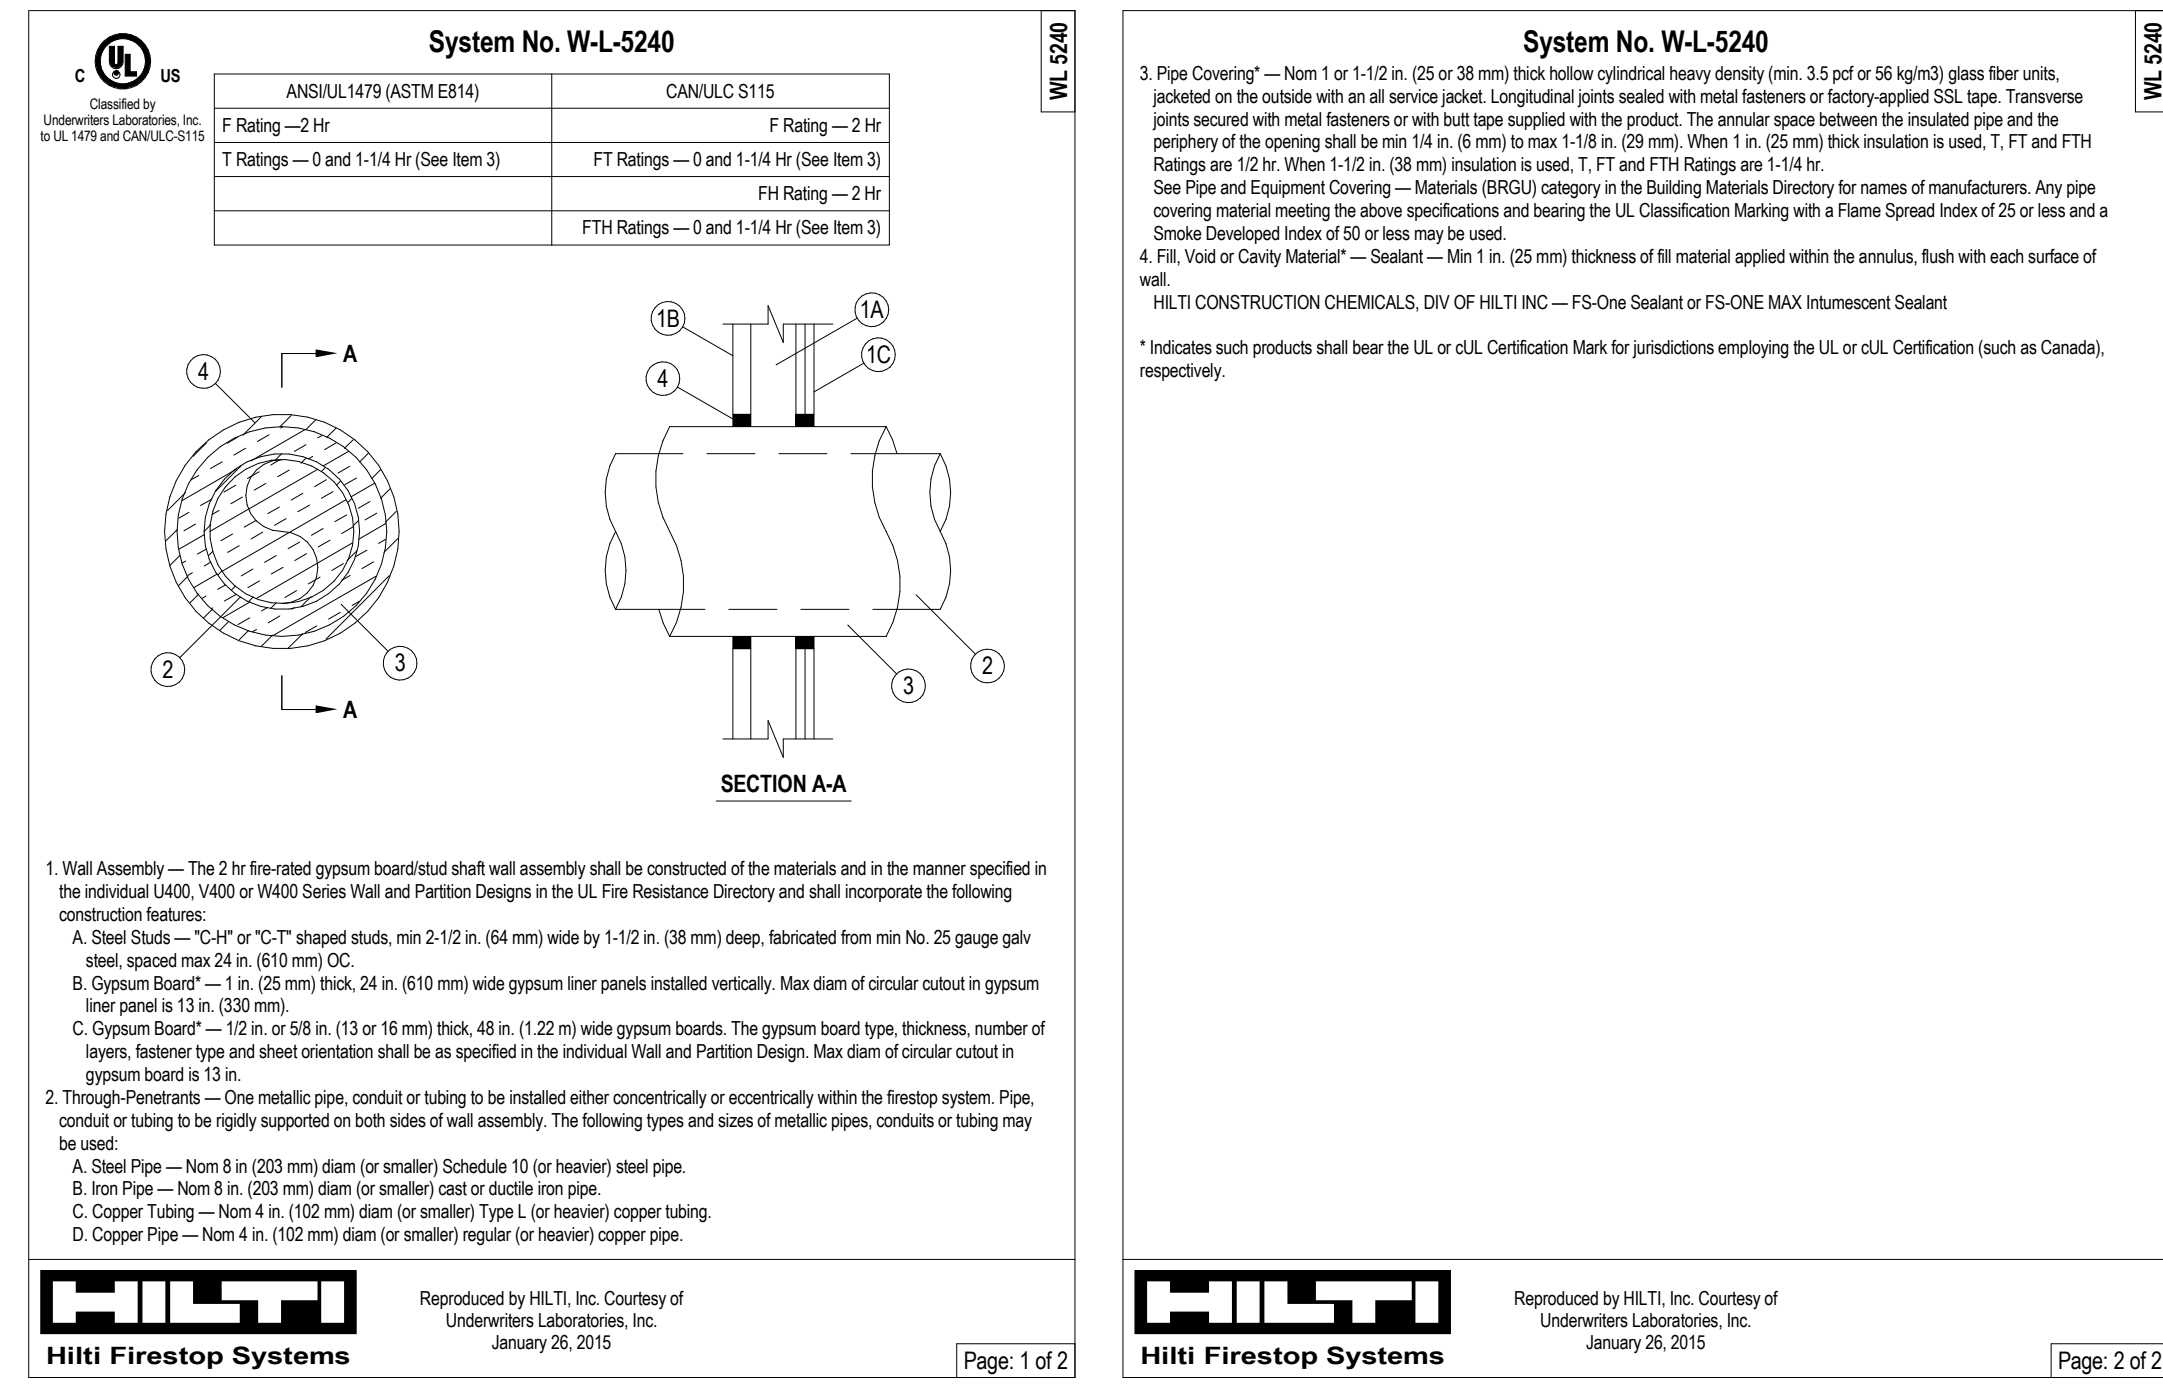 System No. W-L-5240
WL 5240
C UL US
Classified by
Underwriters Laboratories, Inc.
to UL 1479 and CAN/ULC-S115
ANSI/UL1479 (ASTM E814) CAN/ULC S115
F Rating —2 Hr F Rating — 2 Hr
T Ratings — 0 and 1-1/4 Hr (See Item 3) FT Ratings — 0 and 1-1/4 Hr (See Item 3)
FH Rating — 2 Hr
FTH Ratings — 0 and 1-1/4 Hr (See Item 3)
4
A
2
3
A
1B
1A
1C
4
2
3
SECTION A-A
1. Wall Assembly — The 2 hr fire-rated gypsum board/stud shaft wall assembly shall be constructed of the materials and in the manner specified in
the individual U400, V400 or W400 Series Wall and Partition Designs in the UL Fire Resistance Directory and shall incorporate the following
construction features:
A. Steel Studs — "C-H" or "C-T" shaped studs, min 2-1/2 in. (64 mm) wide by 1-1/2 in. (38 mm) deep, fabricated from min No. 25 gauge galv
steel, spaced max 24 in. (610 mm) OC.
B. Gypsum Board* — 1 in. (25 mm) thick, 24 in. (610 mm) wide gypsum liner panels installed vertically. Max diam of circular cutout in gypsum
liner panel is 13 in. (330 mm).
C. Gypsum Board* — 1/2 in. or 5/8 in. (13 or 16 mm) thick, 48 in. (1.22 m) wide gypsum boards. The gypsum board type, thickness, number of
layers, fastener type and sheet orientation shall be as specified in the individual Wall and Partition Design. Max diam of circular cutout in
gypsum board is 13 in.
2. Through-Penetrants — One metallic pipe, conduit or tubing to be installed either concentrically or eccentrically within the firestop system. Pipe,
conduit or tubing to be rigidly supported on both sides of wall assembly. The following types and sizes of metallic pipes, conduits or tubing may
be used:
A. Steel Pipe — Nom 8 in (203 mm) diam (or smaller) Schedule 10 (or heavier) steel pipe.
B. Iron Pipe — Nom 8 in. (203 mm) diam (or smaller) cast or ductile iron pipe.
C. Copper Tubing — Nom 4 in. (102 mm) diam (or smaller) Type L (or heavier) copper tubing.
D. Copper Pipe — Nom 4 in. (102 mm) diam (or smaller) regular (or heavier) copper pipe.
HILTI
Hilti Firestop Systems
Reproduced by HILTI, Inc. Courtesy of
Underwriters Laboratories, Inc.
January 26, 2015
Page: 1 of 2
System No. W-L-5240
WL 5240
3. Pipe Covering* — Nom 1 or 1-1/2 in. (25 or 38 mm) thick hollow cylindrical heavy density (min. 3.5 pcf or 56 kg/m3) glass fiber units,
jacketed on the outside with an all service jacket. Longitudinal joints sealed with metal fasteners or factory-applied SSL tape. Transverse
joints secured with metal fasteners or with butt tape supplied with the product. The annular space between the insulated pipe and the
periphery of the opening shall be min 1/4 in. (6 mm) to max 1-1/8 in. (29 mm). When 1 in. (25 mm) thick insulation is used, T, FT and FTH
Ratings are 1/2 hr. When 1-1/2 in. (38 mm) insulation is used, T, FT and FTH Ratings are 1-1/4 hr.
See Pipe and Equipment Covering — Materials (BRGU) category in the Building Materials Directory for names of manufacturers. Any pipe
covering material meeting the above specifications and bearing the UL Classification Marking with a Flame Spread Index of 25 or less and a
Smoke Developed Index of 50 or less may be used.
4. Fill, Void or Cavity Material* — Sealant — Min 1 in. (25 mm) thickness of fill material applied within the annulus, flush with each surface of
wall.
HILTI CONSTRUCTION CHEMICALS, DIV OF HILTI INC — FS-One Sealant or FS-ONE MAX Intumescent Sealant
* Indicates such products shall bear the UL or cUL Certification Mark for jurisdictions employing the UL or cUL Certification (such as Canada),
respectively.
HILTI
Hilti Firestop Systems
Reproduced by HILTI, Inc. Courtesy of
Underwriters Laboratories, Inc.
January 26, 2015
Page: 2 of 2